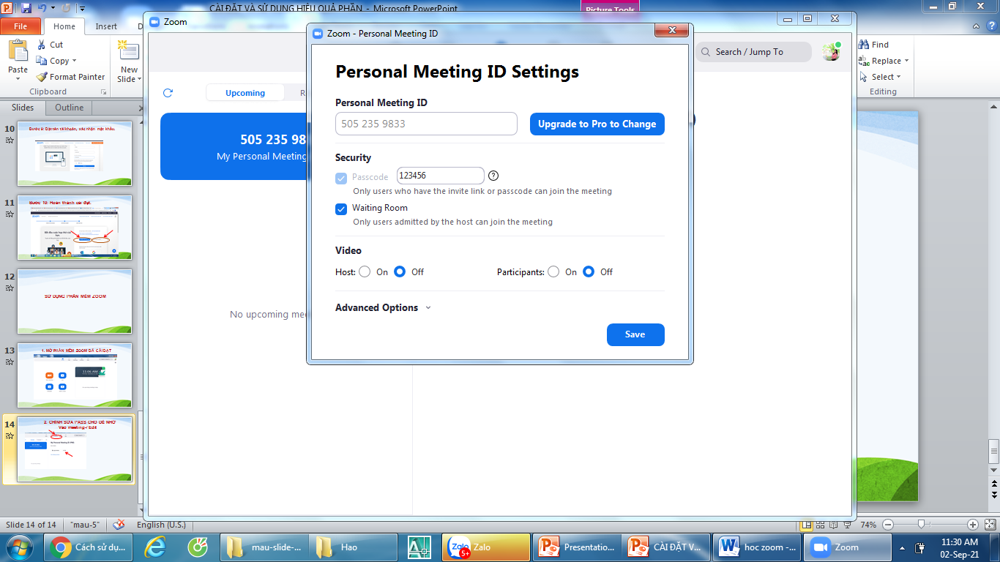 CÀI ĐẶT VÀ SỬ DỤNG HIỆU QUẢ PHẦN - Microsoft PowerPoint
Picture Tools
File
Home
Insert
Cut
Copy
Format Painter
Paste
New
Slide
Clipboard
Find
Replace
Select
Editing
Slides
Outline
Zoom
Search / Jump To
Upcoming
505 235 98
My Personal Meeting
No upcoming mee
Zoom - Personal Meeting ID
Personal Meeting ID Settings
Personal Meeting ID
505 235 9833
Upgrade to Pro to Change
Security
Passcode
123456
Only users who have the invite link or passcode can join the meeting
Waiting Room
Only users admitted by the host can join the meeting
Video
Host: On Off Participants: On Off
Advanced Options
Save
10
Bước 9: Đặt tên tài khoản, xác nhận mật khẩu.
11
Bước 10: Hoàn thành cài đặt.
12
SỬ DỤNG PHẦN MỀM ZOOM
13
1. MỞ PHẦN MỀM ZOOM ĐÃ CÀI ĐẶT
14
2. CHỈNH SỬA PASS CHO DỄ NHỚ
Vào meeting-/ Edit
Slide 14 of 14
"mau-5"
English (U.S.)
74%
Cách sử dụ...
mau-slide-...
Hao
Zalo
5+
Zalo
Presentatio...
CÀI ĐẶT V...
hoc zoom -...
Zoom
11:30 AM
02-Sep-21